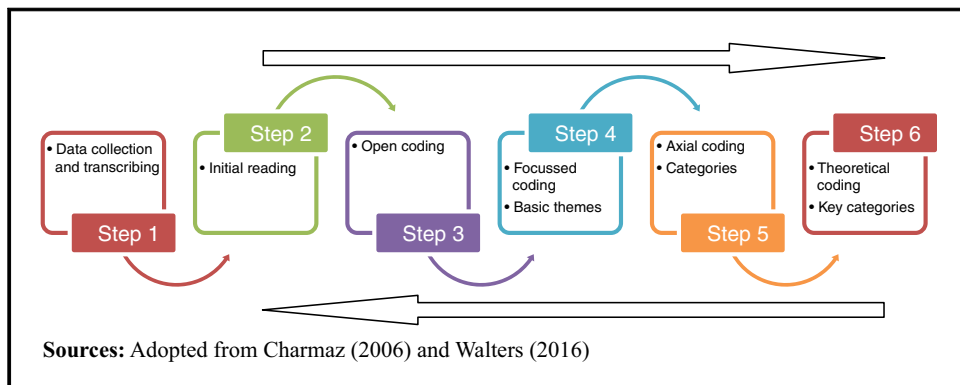 • Data collection
and transcribing
Step 1
Step 2
• Initial reading
• Open coding
Step 3
Step 4
• Focussed
coding
• Basic themes
• Axial coding
• Categories
Step 5
Step 6
• Theoretical
coding
• Key categories
Sources: Adopted from Charmaz (2006) and Walters (2016)